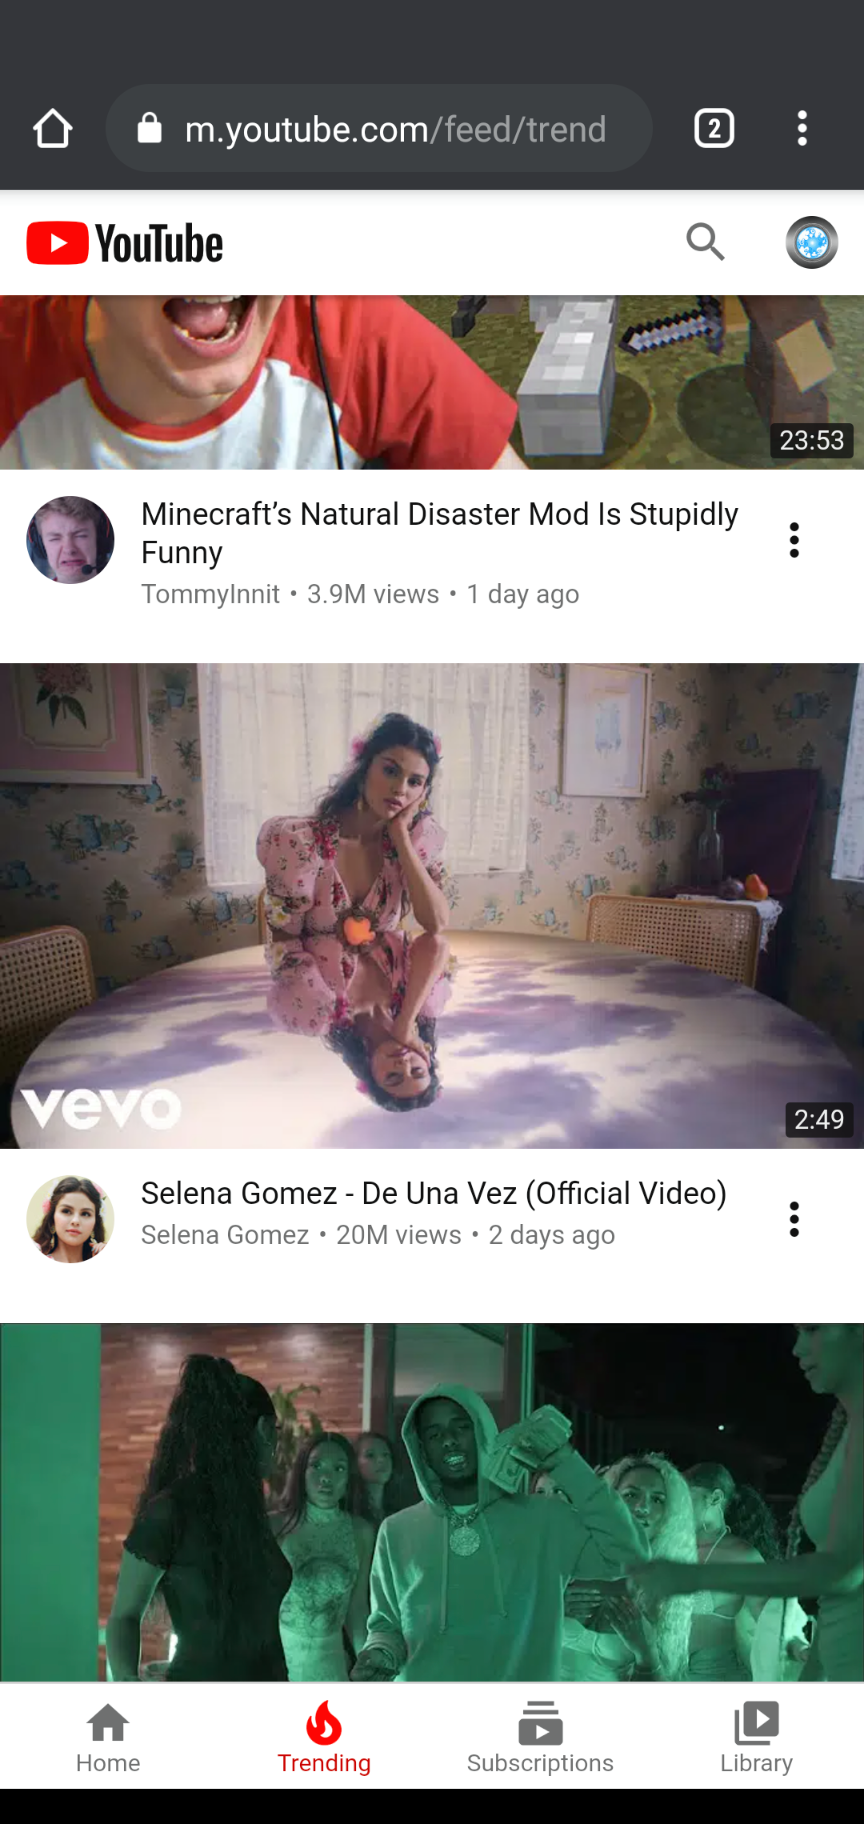 m.youtube.com/feed/trend
2
YouTube
23:53
Minecraft’s Natural Disaster Mod Is Stupidly
Funny
TommyInnit • 3.9M views • 1 day ago
vevo
2:49
Selena Gomez - De Una Vez (Official Video)
Selena Gomez • 20M views • 2 days ago
Home
Trending
Subscriptions
Library